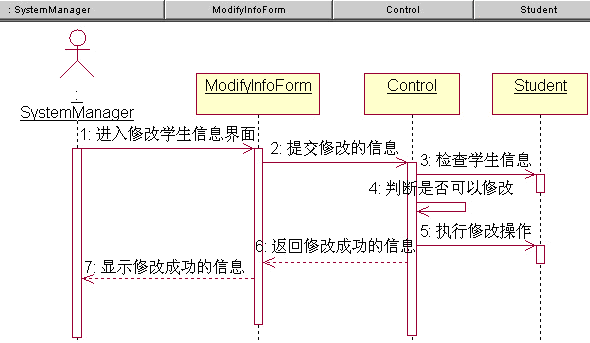 : SystemManager
ModifyInfoForm
Control
Student
:
SystemManager
ModifyInfoForm
Control
Student
1: 进入修改学生信息界面
2: 提交修改的信息
3: 检查学生信息
4: 判断是否可以修改
5: 执行修改操作
6: 返回修改成功的信息
7: 显示修改成功的信息